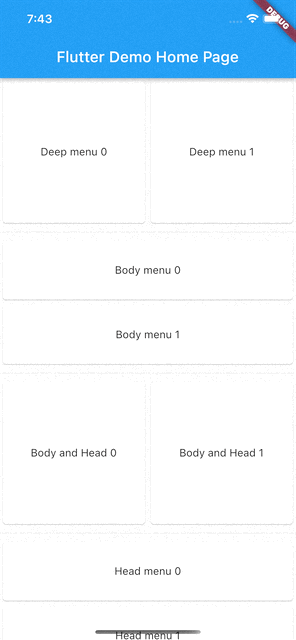 7:43
DEBUG
Flutter Demo Home Page
Deep menu 0
Deep menu 1
Body menu 0
Body menu 1
Body and Head 0
Body and Head 1
Head menu 0
Head menu 1